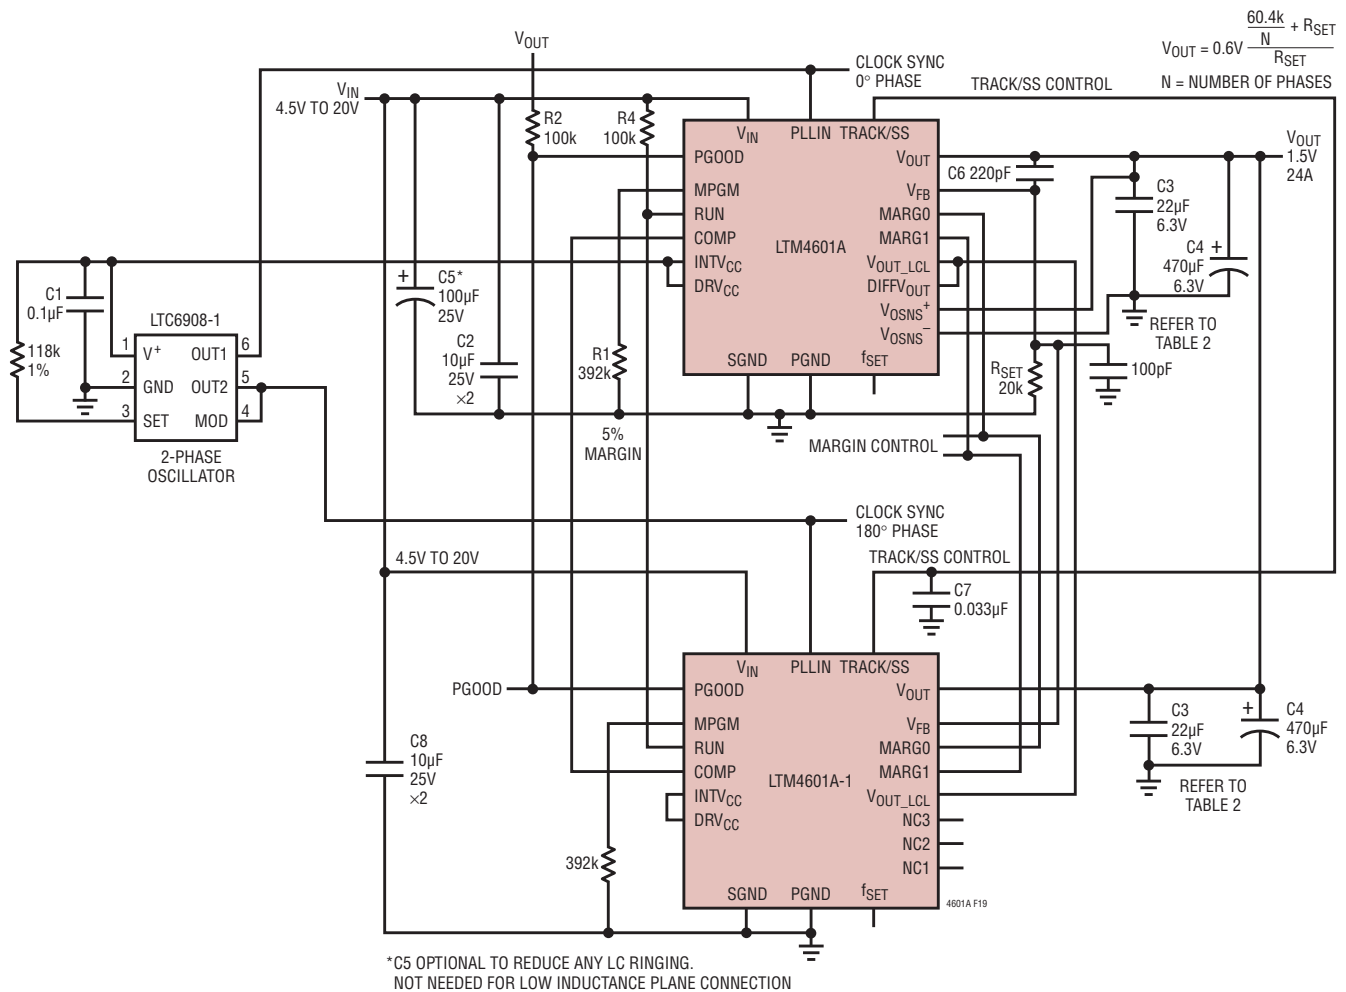 VOUT = 0.6V 60.4k/N + RSET / RSET
N = NUMBER OF PHASES
VOUT
CLOCK SYNC
0° PHASE
TRACK/SS CONTROL
VIN
4.5V TO 20V
R2
100k
R4
100k
VIN
PLLIN
TRACK/SS
PGOOD
MPGM
RUN
COMP
INTVCC
DRVCC
LTM4601A
VOUT
VFB
MARG0
MARG1
VOUT_LCL
DIFFVOUT
VOSNS+
VOSNS–
SGND
PGND
fSET
C6 220pF
VOUT
1.5V
24A
C3
22µF
6.3V
C4
+
470µF
6.3V
REFER TO
TABLE 2
100pF
RSET
20k
C1
0.1µF
118k
1%
LTC6908-1
1
V+
OUT1
6
2
GND
OUT2
5
3
SET
MOD
4
2-PHASE
OSCILLATOR
+
C5*
100µF
25V
C2
10µF
25V
×2
R1
392k
5%
MARGIN
MARGIN CONTROL
CLOCK SYNC
180° PHASE
4.5V TO 20V
TRACK/SS CONTROL
C7
0.033µF
PGOOD
VIN
PLLIN
TRACK/SS
PGOOD
MPGM
RUN
COMP
INTVCC
DRVCC
LTM4601A-1
VOUT
VFB
MARG0
MARG1
VOUT_LCL
NC3
NC2
NC1
SGND
PGND
fSET
C3
22µF
6.3V
+
C4
470µF
6.3V
REFER TO
TABLE 2
C8
10µF
25V
×2
392k
4601A F19
*C5 OPTIONAL TO REDUCE ANY LC RINGING.
NOT NEEDED FOR LOW INDUCTANCE PLANE CONNECTION